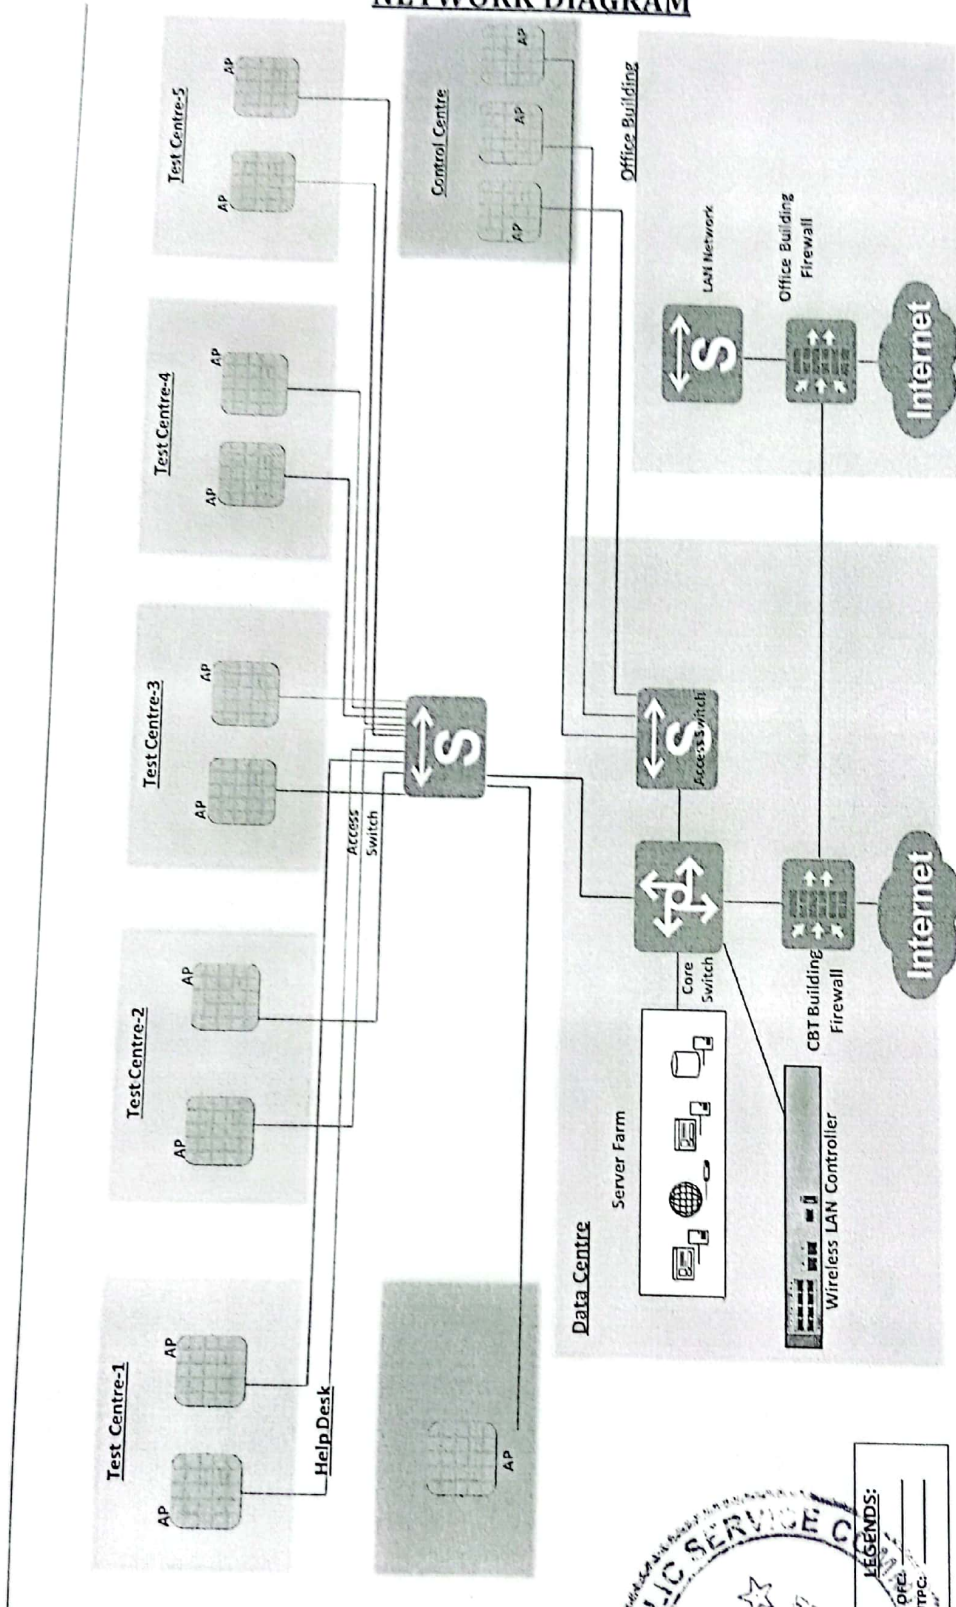 NETWORK DIAGRAM
Test Centre-1
AP
AP
Test Centre-2
AP
AP
Test Centre-3
AP
AP
Test Centre-4
AP
AP
Test Centre-5
AP
AP
Help Desk
AP
Access
Switch
S
Control Centre
AP
AP
AP
Data Centre
Server Farm
Core
Switch
S
Access Switch
Wireless LAN Controller
CBT Building
Firewall
Internet
Office Building
S
LAN Network
Office Building
Firewall
Internet
LEGENDS:
OFC:
TPC:
SERVICE